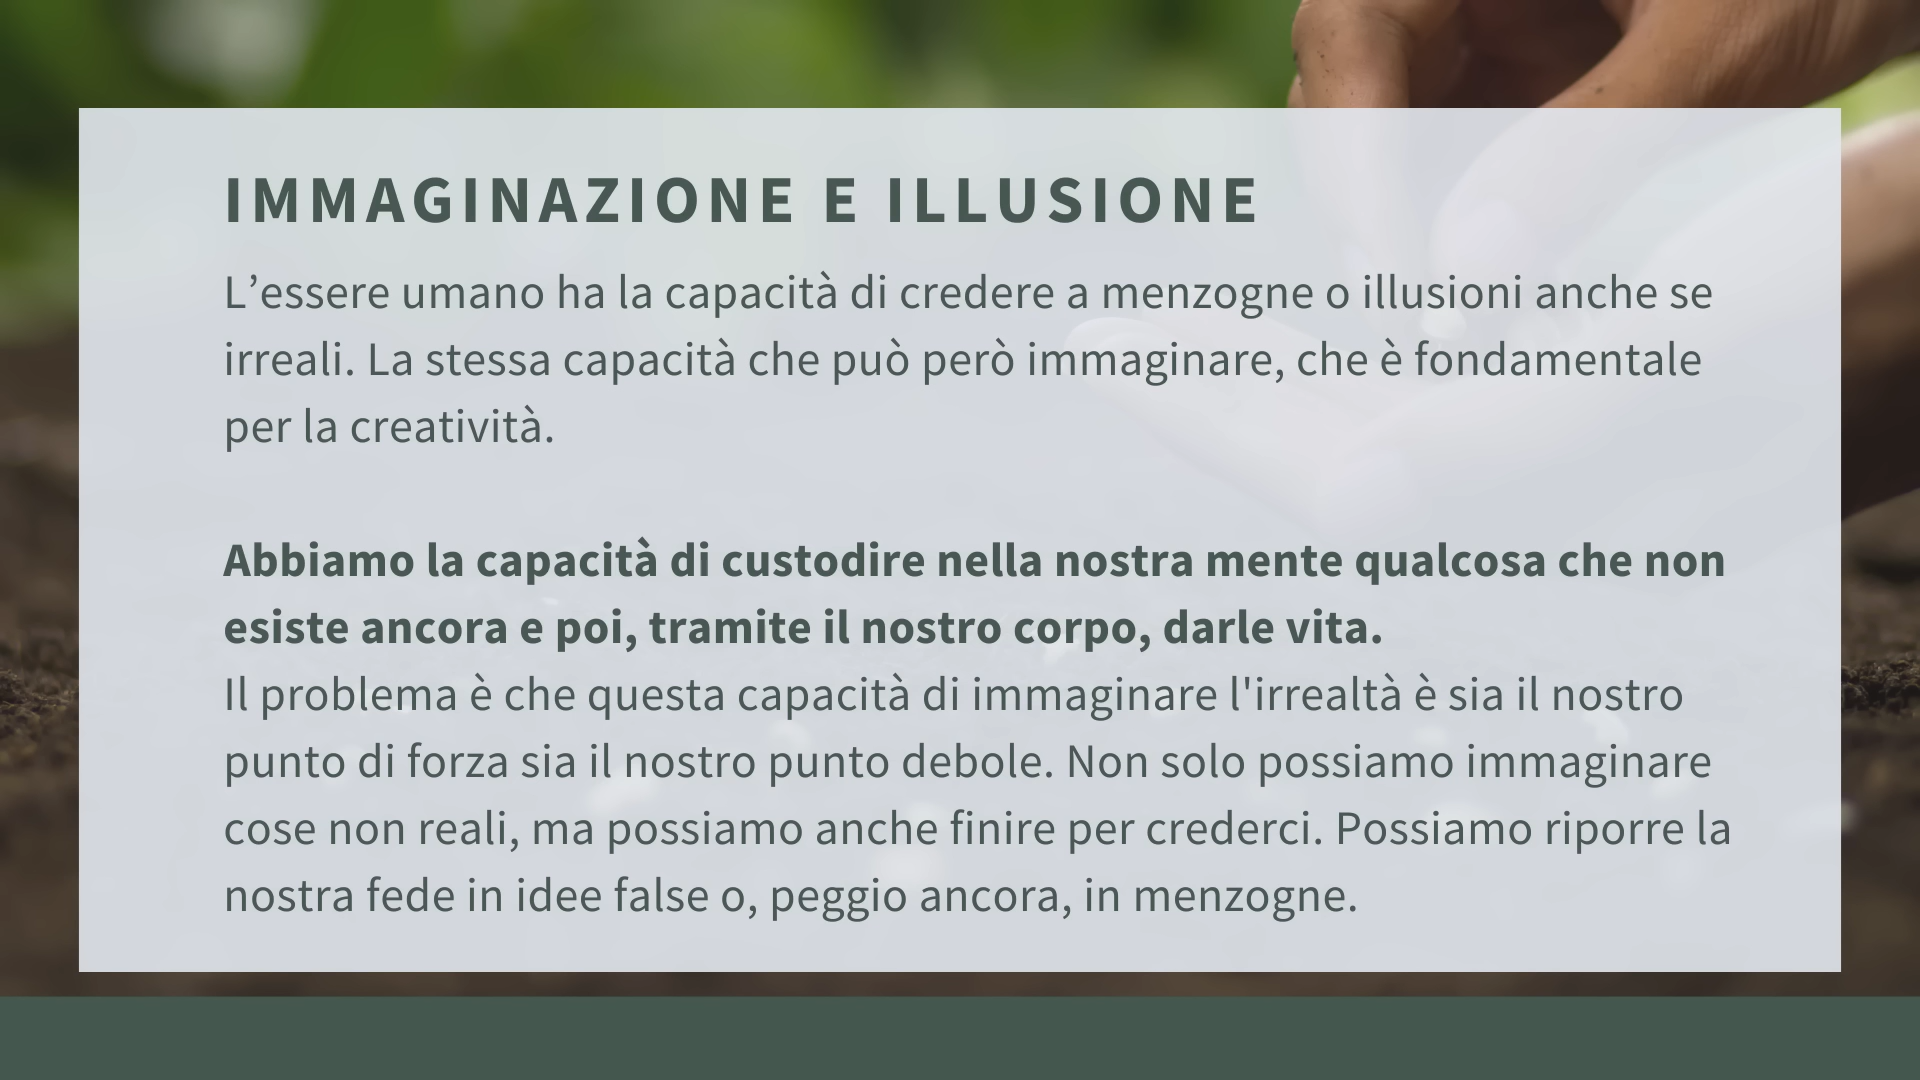 IMMAGINAZIONE E ILLUSIONE
L’essere umano ha la capacità di credere a menzogne o illusioni anche se
irreali. La stessa capacità che può però immaginare, che è fondamentale
per la creatività.
Abbiamo la capacità di custodire nella nostra mente qualcosa che non
esiste ancora e poi, tramite il nostro corpo, darle vita.
Il problema è che questa capacità di immaginare l'irrealtà è sia il nostro
punto di forza sia il nostro punto debole. Non solo possiamo immaginare
cose non reali, ma possiamo anche finire per crederci. Possiamo riporre la
nostra fede in idee false o, peggio ancora, in menzogne.